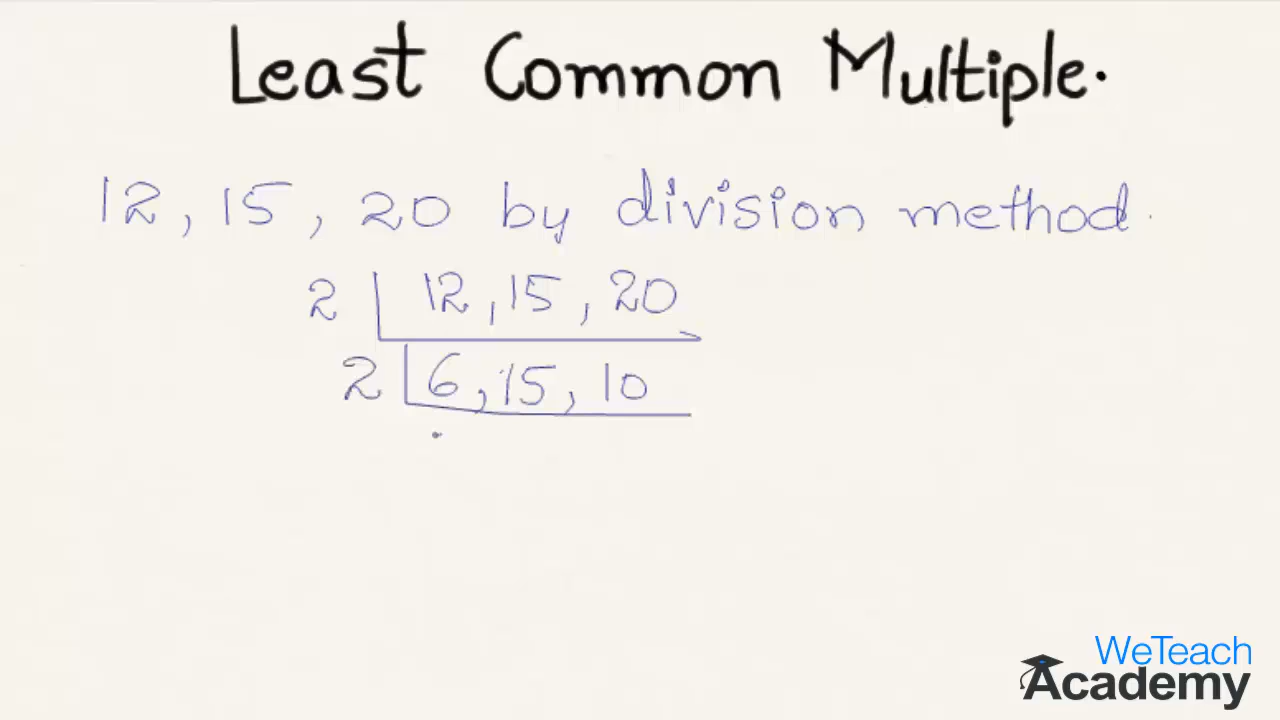 Least Common Multiple.
12, 15, 20 by division method.
2 | 12, 15, 20
2 | 6, 15, 10
WeTeach
Academy